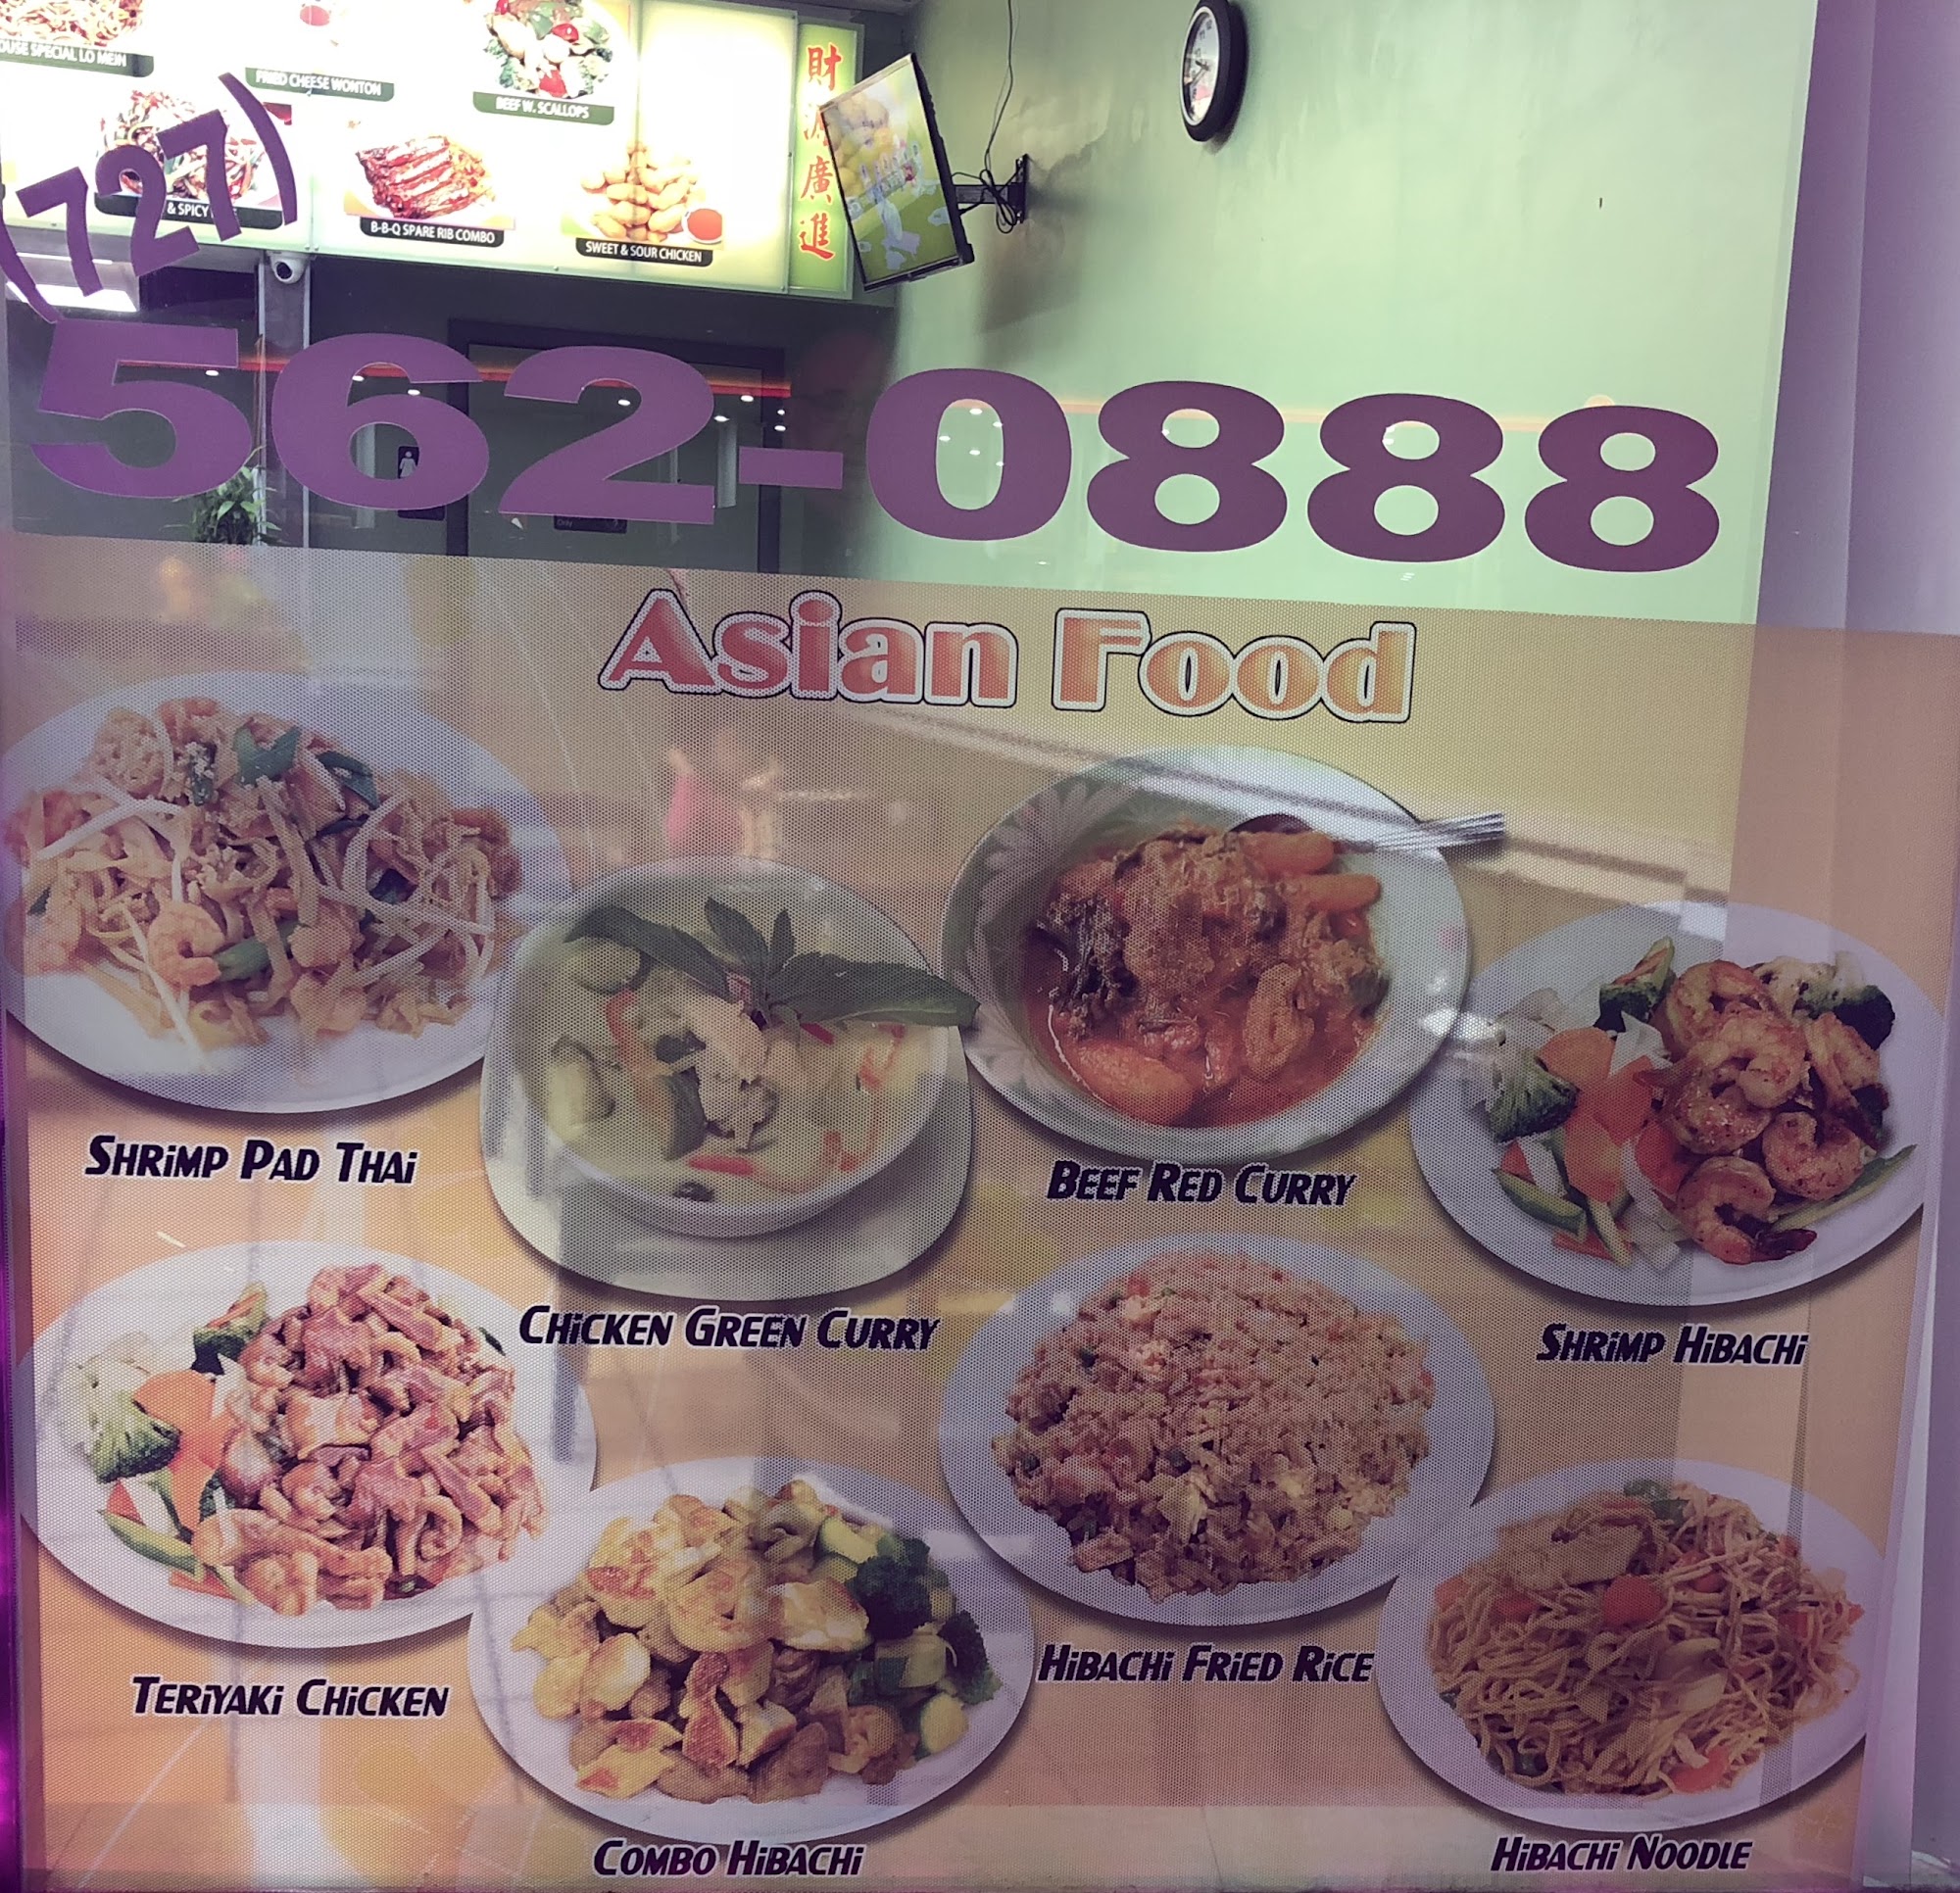 SPECIAL LO MEIN
FRIED CHEESE WONTON
BEEF W. SCALLOPS
& SPICY
B-B-Q SPARE RIB COMBO
SWEET & SOUR CHICKEN
財源廣進
(727)
562-0888
Only
Asian Food
SHRiMP PAD THAi
BEEF RED CURRY
CHiCKEN GREEN CURRY
SHRiMP HiBACHi
TERiYAKi CHiCKEN
HiBACHi FRiED RiCE
COMBO HiBACHi
HiBACHi NOODLE